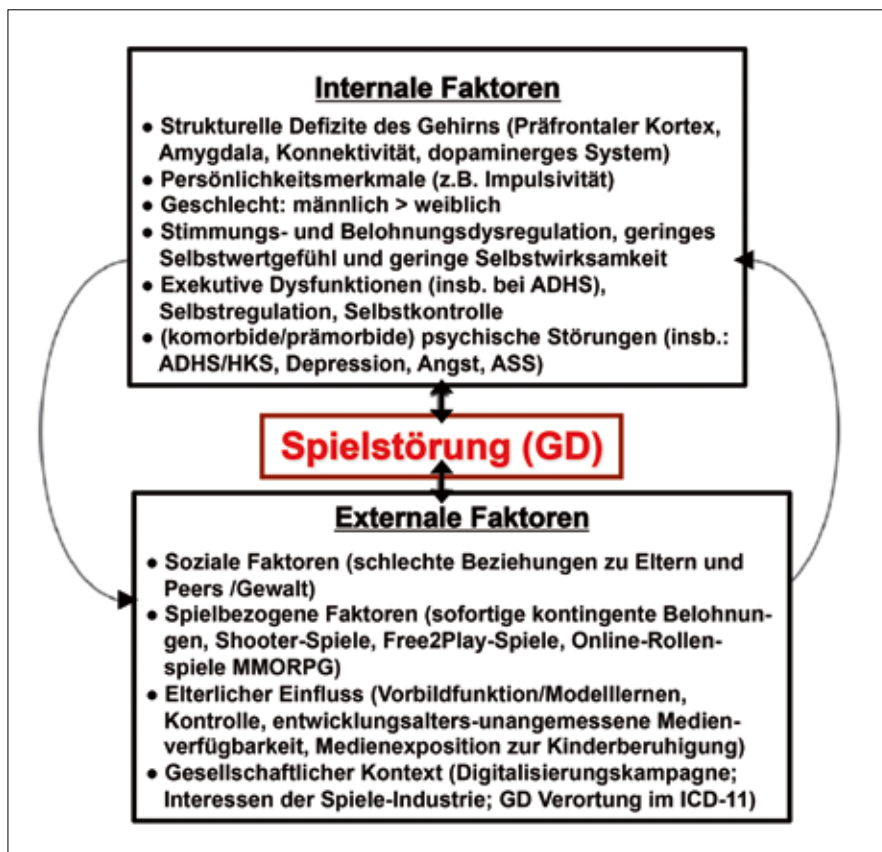 Internale Faktoren
● Strukturelle Defizite des Gehirns (Präfrontaler Kortex,
Amygdala, Konnektivität, dopaminerges System)
● Persönlichkeitsmerkmale (z.B. Impulsivität)
● Geschlecht: männlich > weiblich
● Stimmungs- und Belohnungsdysregulation, geringes
Selbstwertgefühl und geringe Selbstwirksamkeit
● Exekutive Dysfunktionen (insb. bei ADHS),
Selbstregulation, Selbstkontrolle
● (komorbide/prämorbide) psychische Störungen (insb.:
ADHS/HKS, Depression, Angst, ASS)
Spielstörung (GD)
Externale Faktoren
● Soziale Faktoren (schlechte Beziehungen zu Eltern und
Peers /Gewalt)
● Spielbezogene Faktoren (sofortige kontingente Belohnun-
gen, Shooter-Spiele, Free2Play-Spiele, Online-Rollen-
spiele MMORPG)
● Elterlicher Einfluss (Vorbildfunktion/Modelllernen,
Kontrolle, entwicklungsalters-unangemessene Medien-
verfügbarkeit, Medienexposition zur Kinderberuhigung)
● Gesellschaftlicher Kontext (Digitalisierungskampagne;
Interessen der Spiele-Industrie; GD Verortung im ICD-11)